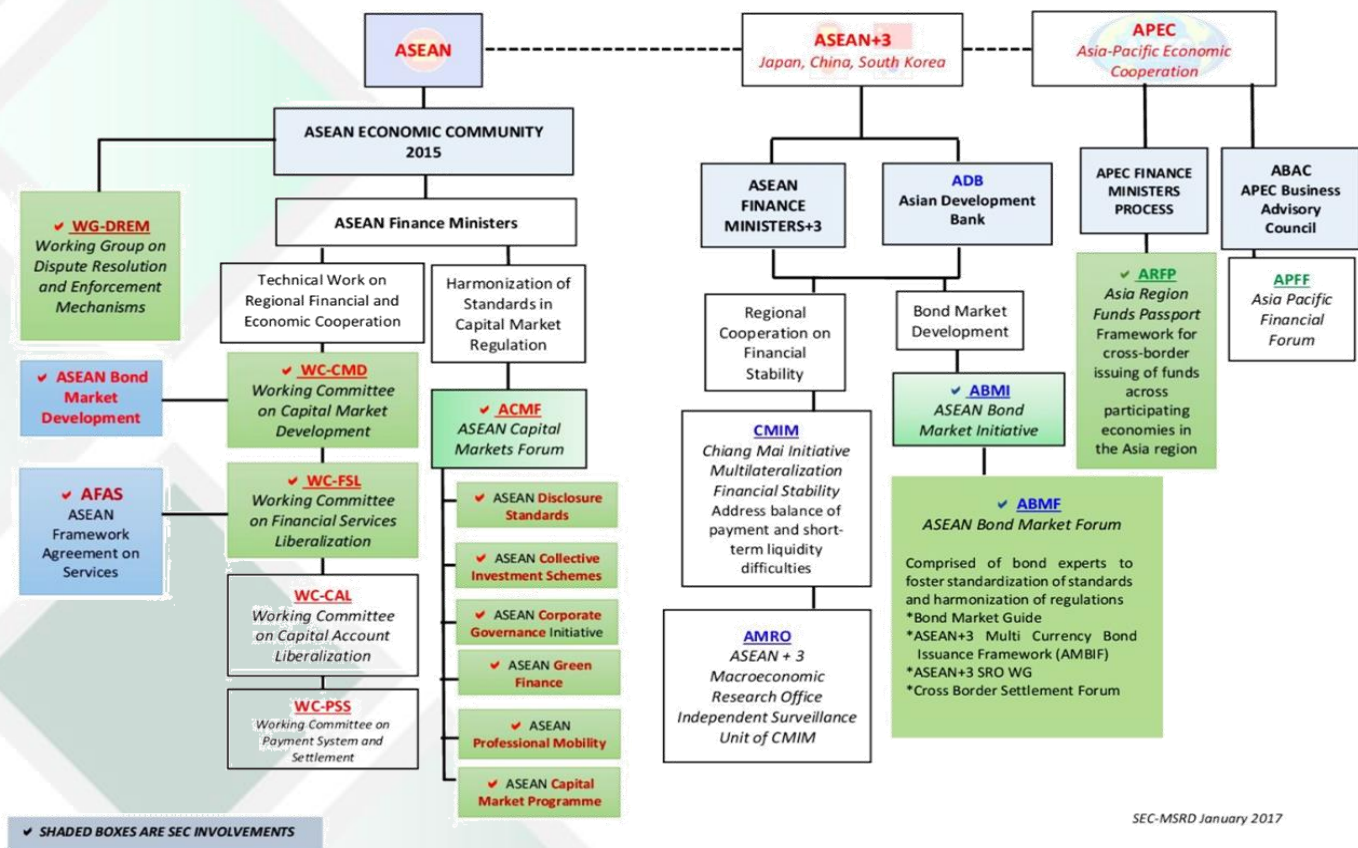 ASEAN
ASEAN+3
Japan, China, South Korea
APEC
Asia-Pacific Economic
Cooperation
ASEAN ECONOMIC COMMUNITY
2015
✔ WG-DREM
Working Group on
Dispute Resolution
and Enforcement
Mechanisms
ASEAN Finance Ministers
Technical Work on
Regional Financial and
Economic Cooperation
Harmonization of
Standards in
Capital Market
Regulation
✔ ASEAN Bond
Market
Development
✔ WC-CMD
Working Committee
on Capital Market
Development
✔ AFAS
ASEAN
Framework
Agreement on
Services
✔ WC-FSL
Working Committee
on Financial Services
Liberalization
WC-CAL
Working Committee
on Capital Account
Liberalization
WC-PSS
Working Committee on
Payment System and
Settlement
✔ ACMF
ASEAN Capital
Markets Forum
✔ ASEAN Disclosure
Standards
✔ ASEAN Collective
Investment Schemes
✔ ASEAN Corporate
Governance Initiative
✔ ASEAN Green
Finance
✔ ASEAN
Professional Mobility
✔ ASEAN Capital
Market Programme
ASEAN
FINANCE
MINISTERS+3
ADB
Asian Development
Bank
Regional
Cooperation on
Financial
Stability
Bond Market
Development
CMIM
Chiang Mai Initiative
Multilateralization
Financial Stability
Address balance of
payment and short-
term liquidity
difficulties
AMRO
ASEAN + 3
Macroeconomic
Research Office
Independent Surveillance
Unit of CMIM
✔ ABMI
ASEAN Bond
Market Initiative
✔ ABMF
ASEAN Bond Market Forum
Comprised of bond experts to
foster standardization of standards
and harmonization of regulations
*Bond Market Guide
*ASEAN+3 Multi Currency Bond
Issuance Framework (AMBIF)
*ASEAN+3 SRO WG
*Cross Border Settlement Forum
APEC FINANCE
MINISTERS
PROCESS
✔ ARFP
Asia Region
Funds Passport
Framework for
cross-border
issuing of funds
across
participating
economies in
the Asia region
ABAC
APEC Business
Advisory
Council
APFF
Asia Pacific
Financial
Forum
✔ SHADED BOXES ARE SEC INVOLVEMENTS
SEC-MSRD January 2017